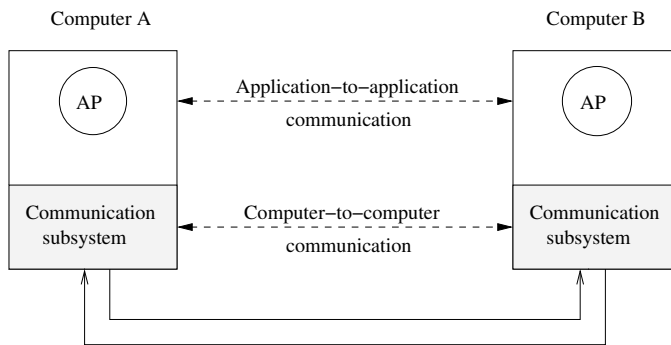 Computer A
Computer B
AP
Application−to−application
communication
AP
Communication
subsystem
Computer−to−computer
communication
Communication
subsystem